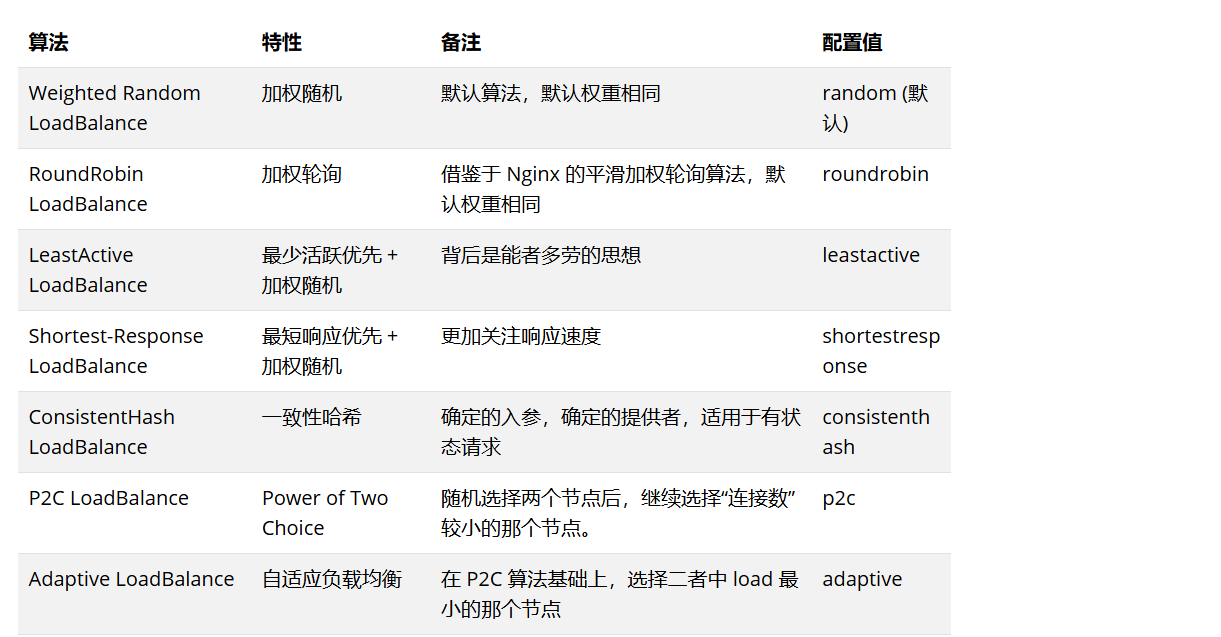 算法 特性 备注 配置值
Weighted Random 加权随机 默认算法，默认权重相同 random (默
LoadBalance 认)
RoundRobin 加权轮询 借鉴于 Nginx 的平滑加权轮询算法，默 roundrobin
LoadBalance 认权重相同
LeastActive 最少活跃优先 + 背后是能者多劳的思想 leastactive
LoadBalance 加权随机
Shortest-Response 最短响应优先 + 更加关注响应速度 shortestresp
LoadBalance 加权随机 onse
ConsistentHash 一致性哈希 确定的入参，确定的提供者，适用于有状 consistenth
LoadBalance 态请求 ash
P2C LoadBalance Power of Two 随机选择两个节点后，继续选择“连接数” p2c
Choice 较小的那个节点。
Adaptive LoadBalance 自适应负载均衡 在 P2C 算法基础上，选择二者中 load 最 adaptive
小的那个节点